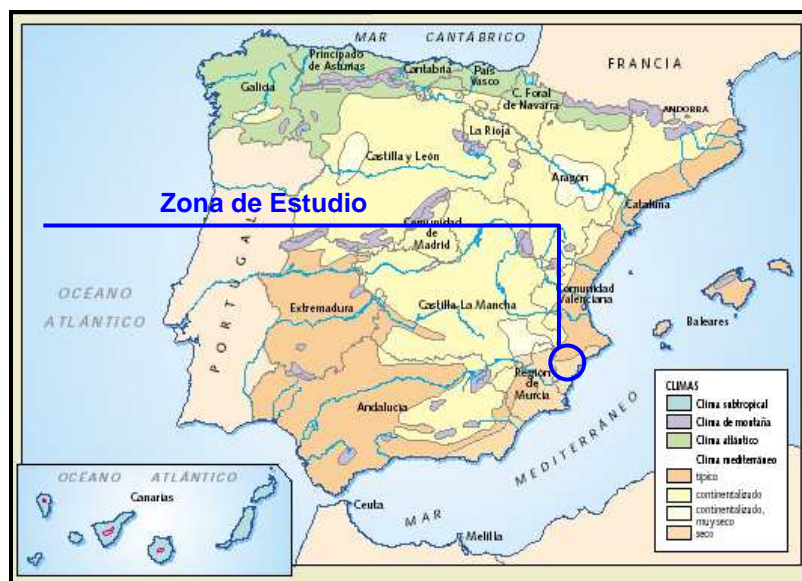 MAR CANTÁBRICO
FRANCIA
Principado
de Asturias
Cantabria
País
Vasco
Galicia
C. Foral
de Navarra
ANDORRA
La Rioja
Castilla y León
Aragón
Cataluña
Zona de Estudio
Comunidad
de
Madrid
PORTUGAL
OCÉANO
ATLÁNTICO
Extremadura
Castilla-La Mancha
Comunidad
Valenciana
Baleares
Región
de
Murcia
Andalucía
MAR MEDITERRÁNEO
CLIMAS
Clima subtropical
Clima de montaña
Clima atlántico
Clima mediterráneo
típico
continentalizado
continentalizado,
muy seco
seco
OCÉANO ATLÁNTICO
Canarias
Ceuta
Melilla